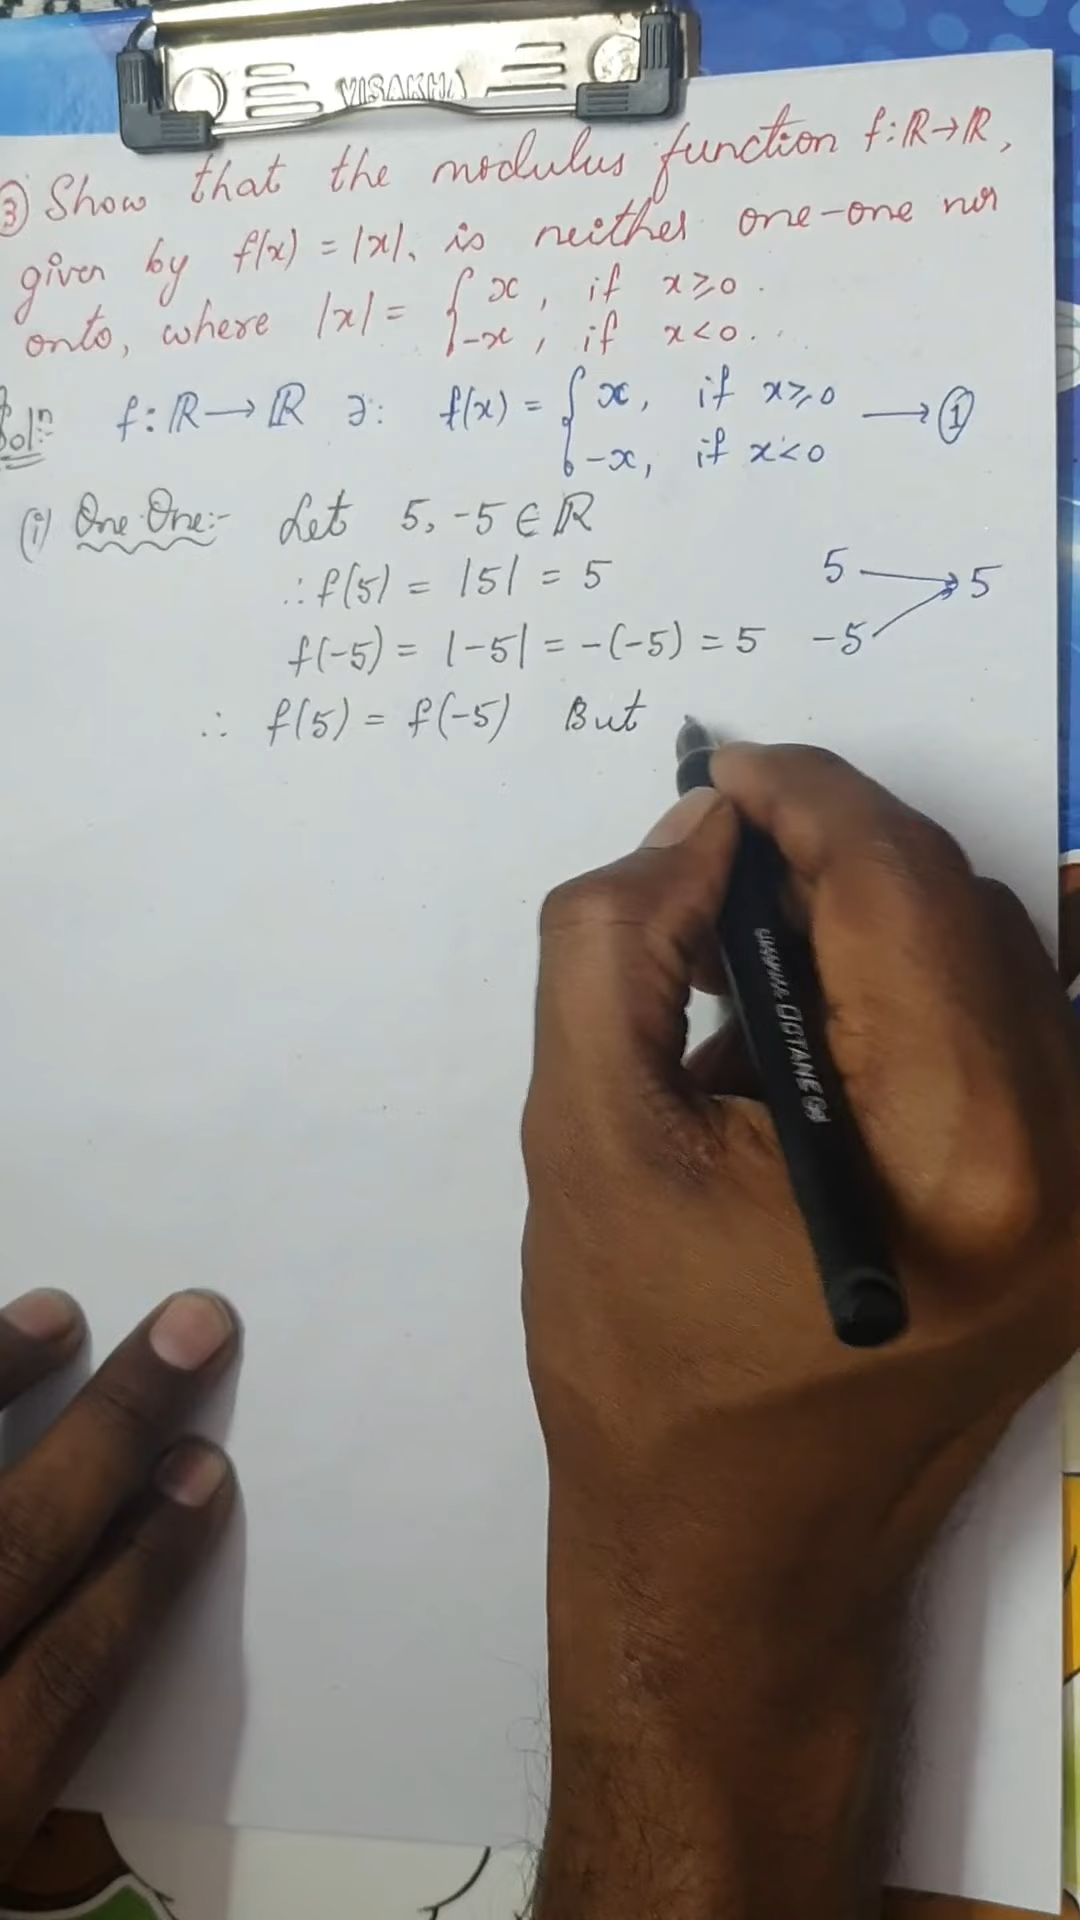 VISAKHA
③ Show that the modulus function f:ℝ→ℝ,
given by f(x) = |x|, is neither one-one nor
onto, where |x| = { x, if x≥0.
-x, if x<0.
Soln:- f:ℝ→ℝ ∋: f(x) = { x, if x≥0 → ①
-x, if x<0
(i) One-One:- Let 5, -5 ∈ ℝ
∴ f(5) = |5| = 5 5 → 5
f(-5) = |-5| = -(-5) = 5 -5
∴ f(5) = f(-5) But
OCTANE